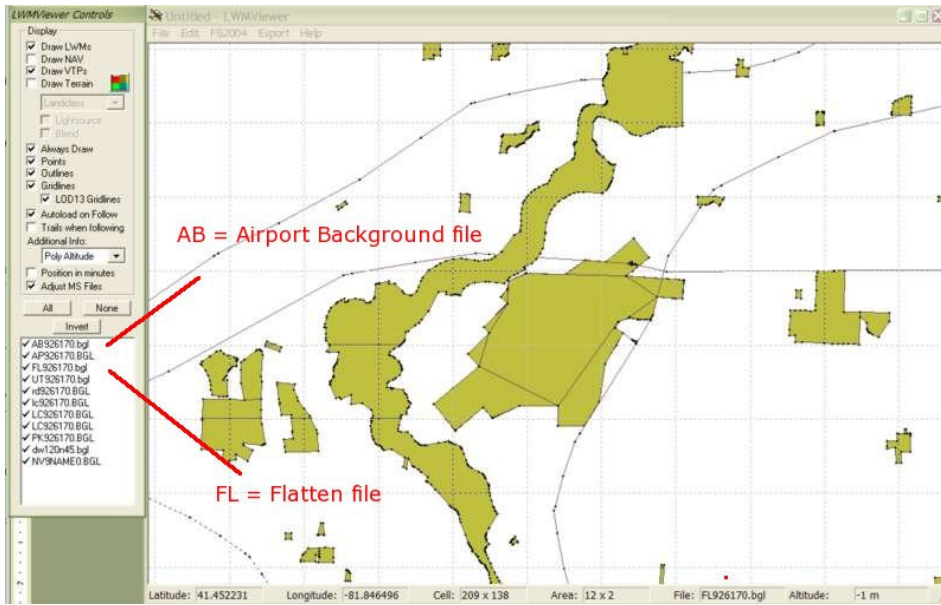 LWMViewer Controls
Display
Draw LWMs
Draw NAV
Draw VTPs
Draw Terrain
Landclass
Lightsource
Blend
Always Draw
Points
Outlines
Gridlines
LOD13 Gridlines
Autoload on Follow
Trails when following
Additional Info:
Poly Altitude
Position in minutes
Adjust MS Files
All None
Invert
AB926170.bgl
AP926170.BGL
FL926170.bgl
UT926170.bgl
rd926170.BGL
lc926170.BGL
LC926170.BGL
LC926170.BGL
PK926170.BGL
dw120n45.bgl
NV9NAME0.BGL
Untitled - LWMViewer
File Edit FS2004 Export Help
AB = Airport Background file
FL = Flatten file
Latitude: 41.452231 Longitude: -81.846496 Cell: 209 x 138 Area: 12 x 2 File: FL926170.bgl Altitude: -1 m